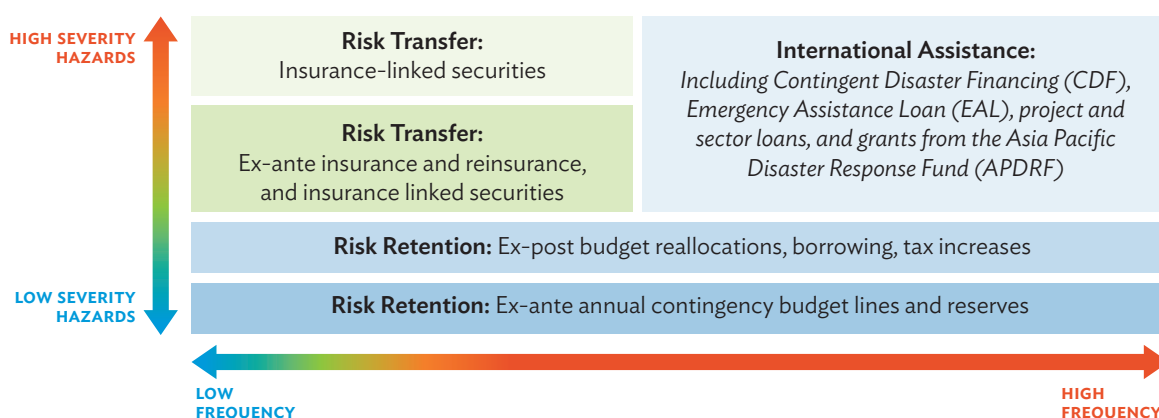 HIGH SEVERITY
HAZARDS
Risk Transfer:
Insurance-linked securities
International Assistance:
Including Contingent Disaster Financing (CDF),
Emergency Assistance Loan (EAL), project and
sector loans, and grants from the Asia Pacific
Disaster Response Fund (APDRF)
Risk Transfer:
Ex-ante insurance and reinsurance,
and insurance linked securities
Risk Retention: Ex-post budget reallocations, borrowing, tax increases
LOW SEVERITY
HAZARDS
Risk Retention: Ex-ante annual contingency budget lines and reserves
LOW
FREQUENCY
HIGH
FREQUENCY